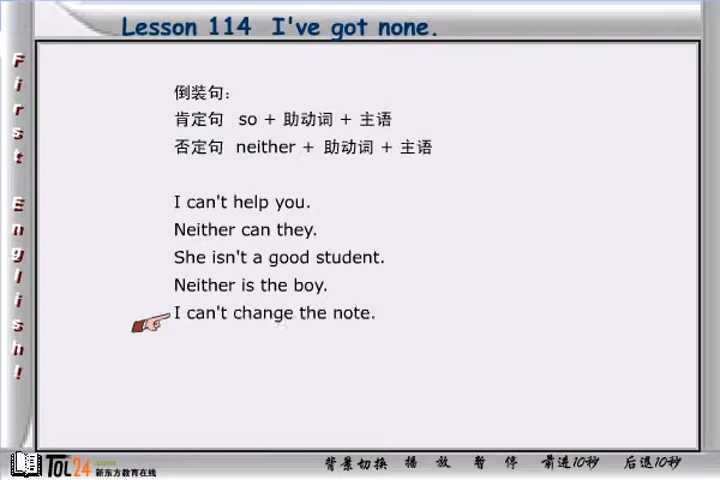 Lesson 114 I've got none.
First English!
倒装句：
肯定句 so + 助动词 + 主语
否定句 neither + 助动词 + 主语
I can't help you.
Neither can they.
She isn't a good student.
Neither is the boy.
I can't change the note.
TOL24.com
新东方教育在线
背景切换 播放 暂停 前进10秒 后退10秒